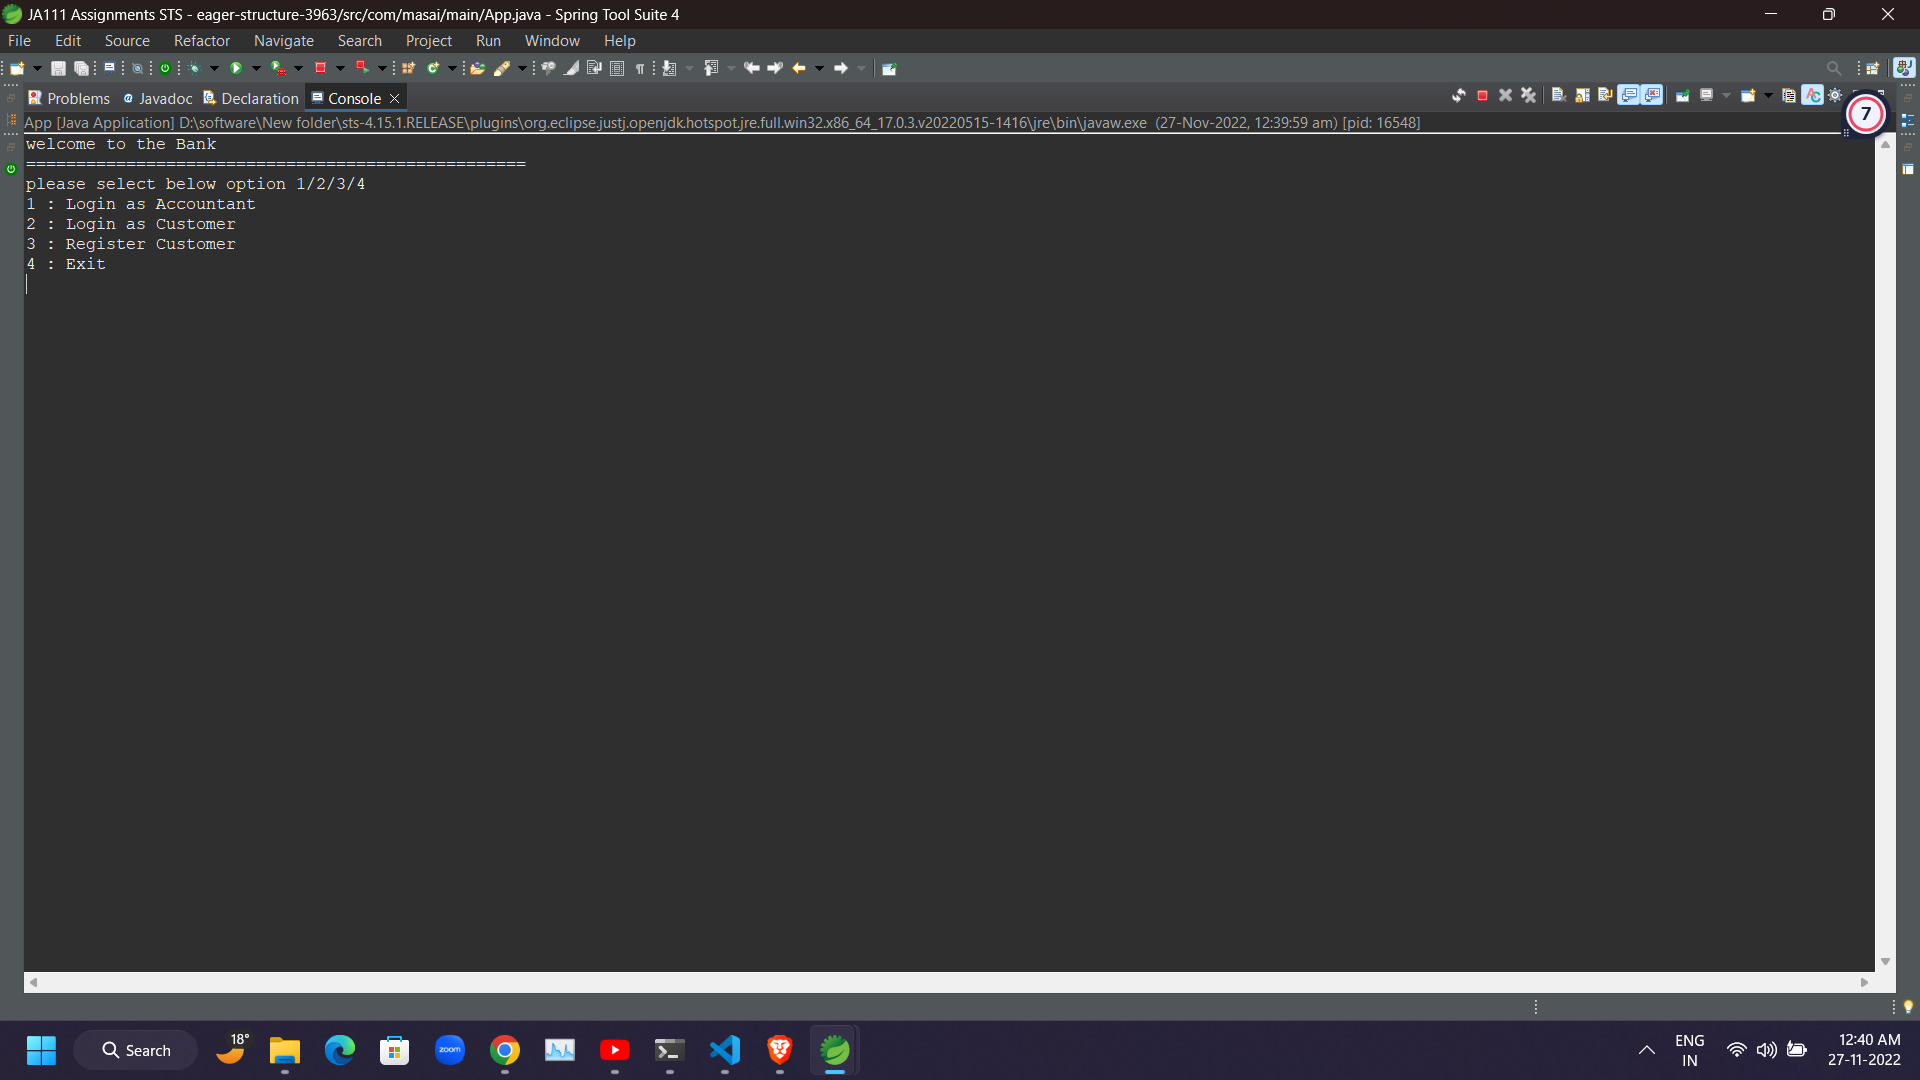 JA111 Assignments STS - eager-structure-3963/src/com/masai/main/App.java - Spring Tool Suite 4
File Edit Source Refactor Navigate Search Project Run Window Help
Problems Javadoc Declaration Console
App [Java Application] D:\software\New folder\sts-4.15.1.RELEASE\plugins\org.eclipse.justj.openjdk.hotspot.jre.full.win32.x86_64_17.0.3.v20220515-1416\jre\bin\javaw.exe (27-Nov-2022, 12:39:59 am) [pid: 16548]
7
welcome to the Bank
==================================================
please select below option 1/2/3/4
1 : Login as Accountant
2 : Login as Customer
3 : Register Customer
4 : Exit
Search
18°
zoom
ENG
IN
12:40 AM
27-11-2022